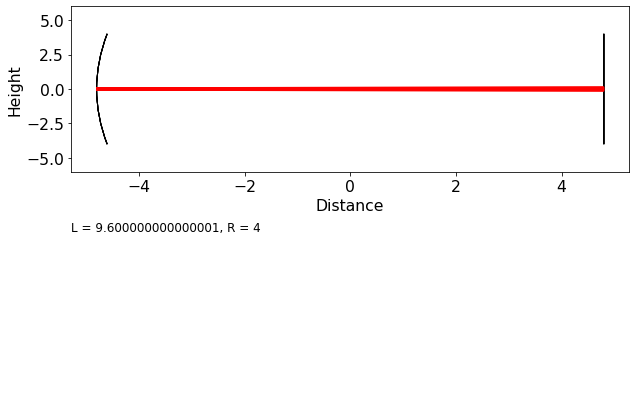 5.0
2.5
0.0
−2.5
−5.0
Height
−4 −2 0 2 4
Distance
L = 9.600000000000001, R = 4